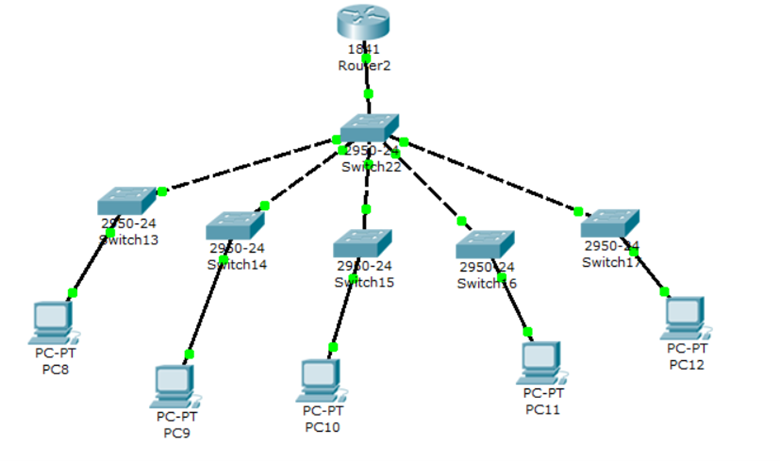 1841
Router2
2950-24
Switch22
2950-24
Switch13
2950-24
Switch14
2950-24
Switch15
2950-24
Switch16
2950-24
Switch17
PC-PT
PC8
PC-PT
PC9
PC-PT
PC10
PC-PT
PC11
PC-PT
PC12